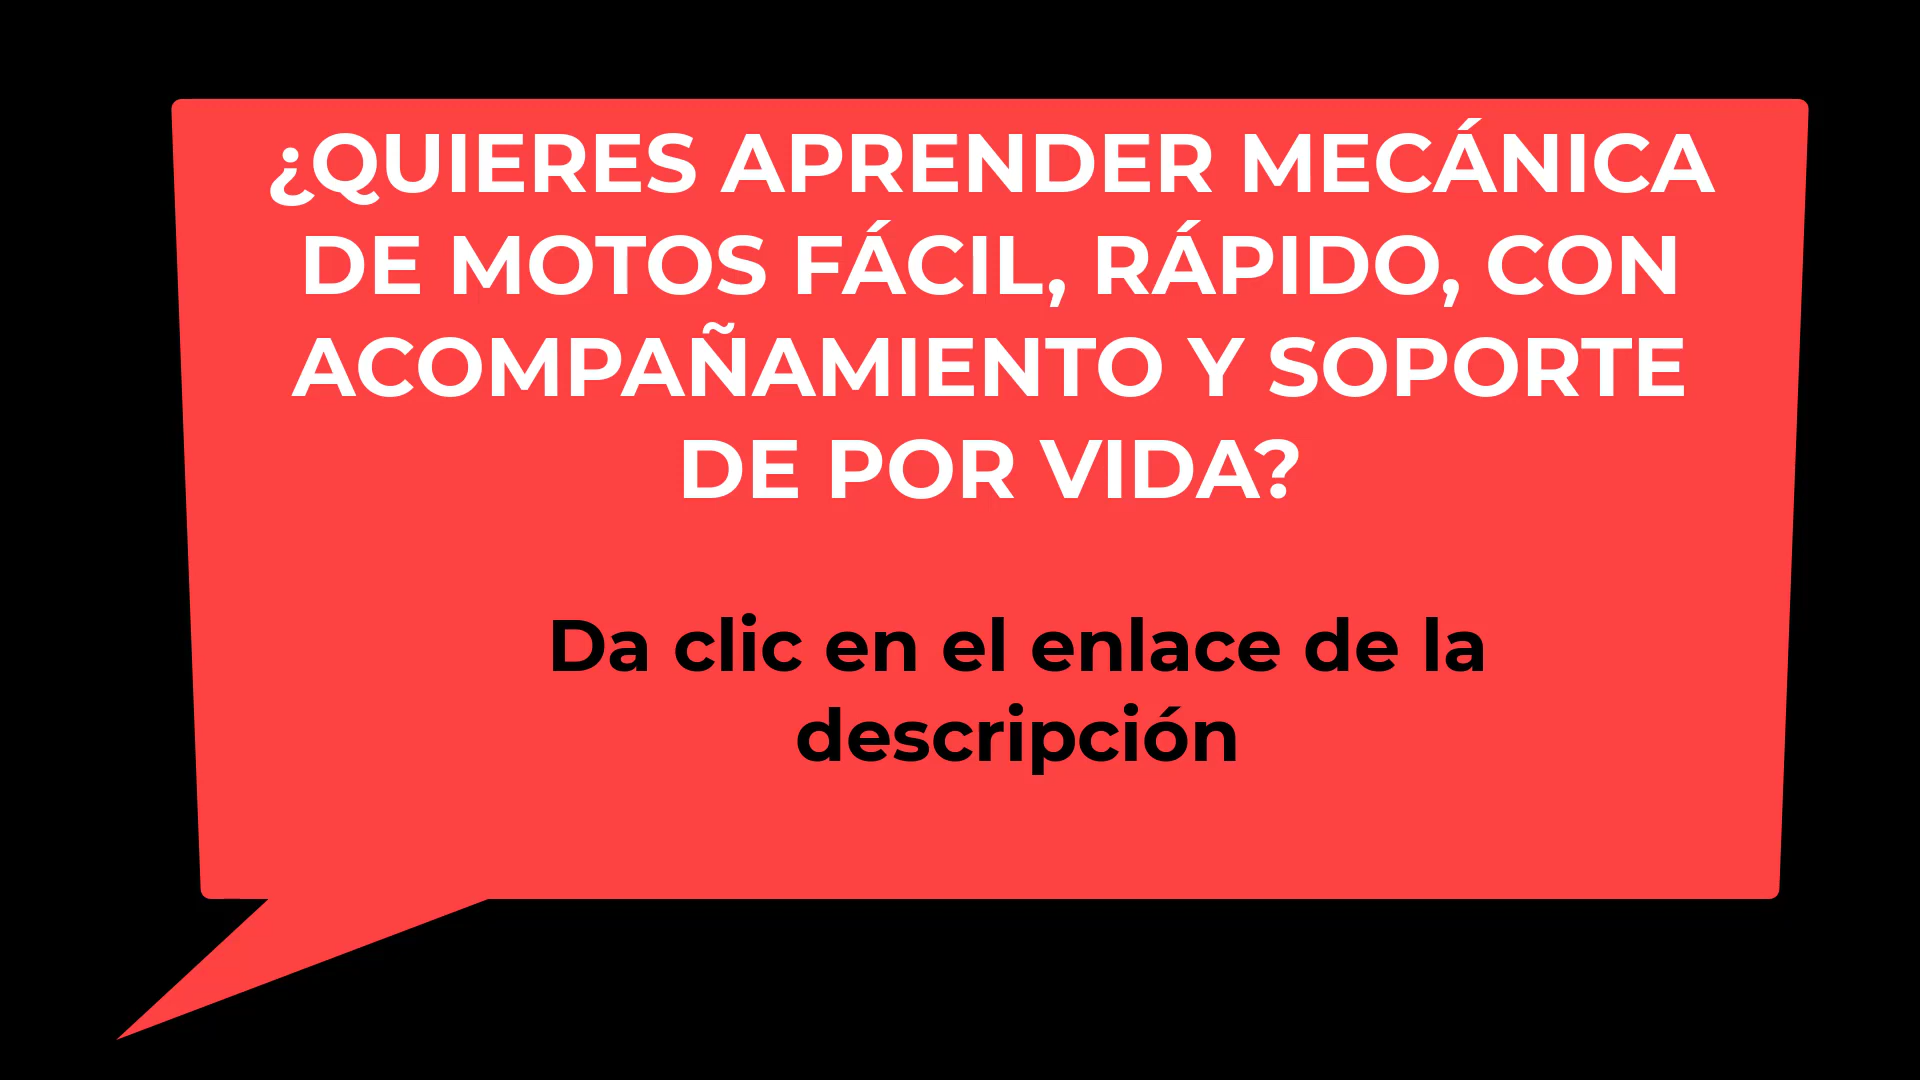 ¿QUIERES APRENDER MECÁNICA
DE MOTOS FÁCIL, RÁPIDO, CON
ACOMPAÑAMIENTO Y SOPORTE
DE POR VIDA?
Da clic en el enlace de la
descripción